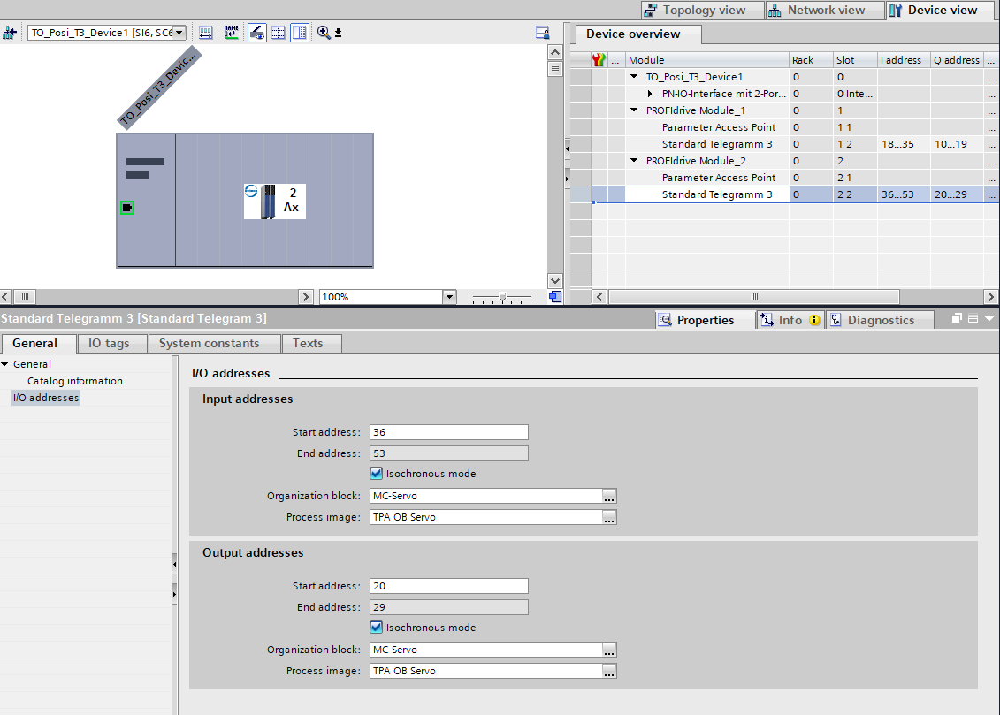 Topology view
Network view
Device view
TO_Posi_T3_Device1 [SI6, SC6
NAME
TO_Posi_T3_Devic...
2
Ax
100%
Device overview
... Module Rack Slot I address Q address ...
TO_Posi_T3_Device1 0 0 ...
PN-IO-Interface mit 2-Por... 0 0 Inte... ...
PROFIdrive Module_1 0 1 ...
Parameter Access Point 0 1 1 ...
Standard Telegramm 3 0 1 2 18...35 10...19 ...
PROFIdrive Module_2 0 2 ...
Parameter Access Point 0 2 1 ...
Standard Telegramm 3 0 2 2 36...53 20...29 ...
Standard Telegramm 3 [Standard Telegram 3]
Properties
Info
Diagnostics
General
IO tags
System constants
Texts
General
Catalog information
I/O addresses
I/O addresses
Input addresses
Start address: 36
End address: 53
Isochronous mode
Organization block: MC-Servo ...
Process image: TPA OB Servo ...
Output addresses
Start address: 20
End address: 29
Isochronous mode
Organization block: MC-Servo ...
Process image: TPA OB Servo ...